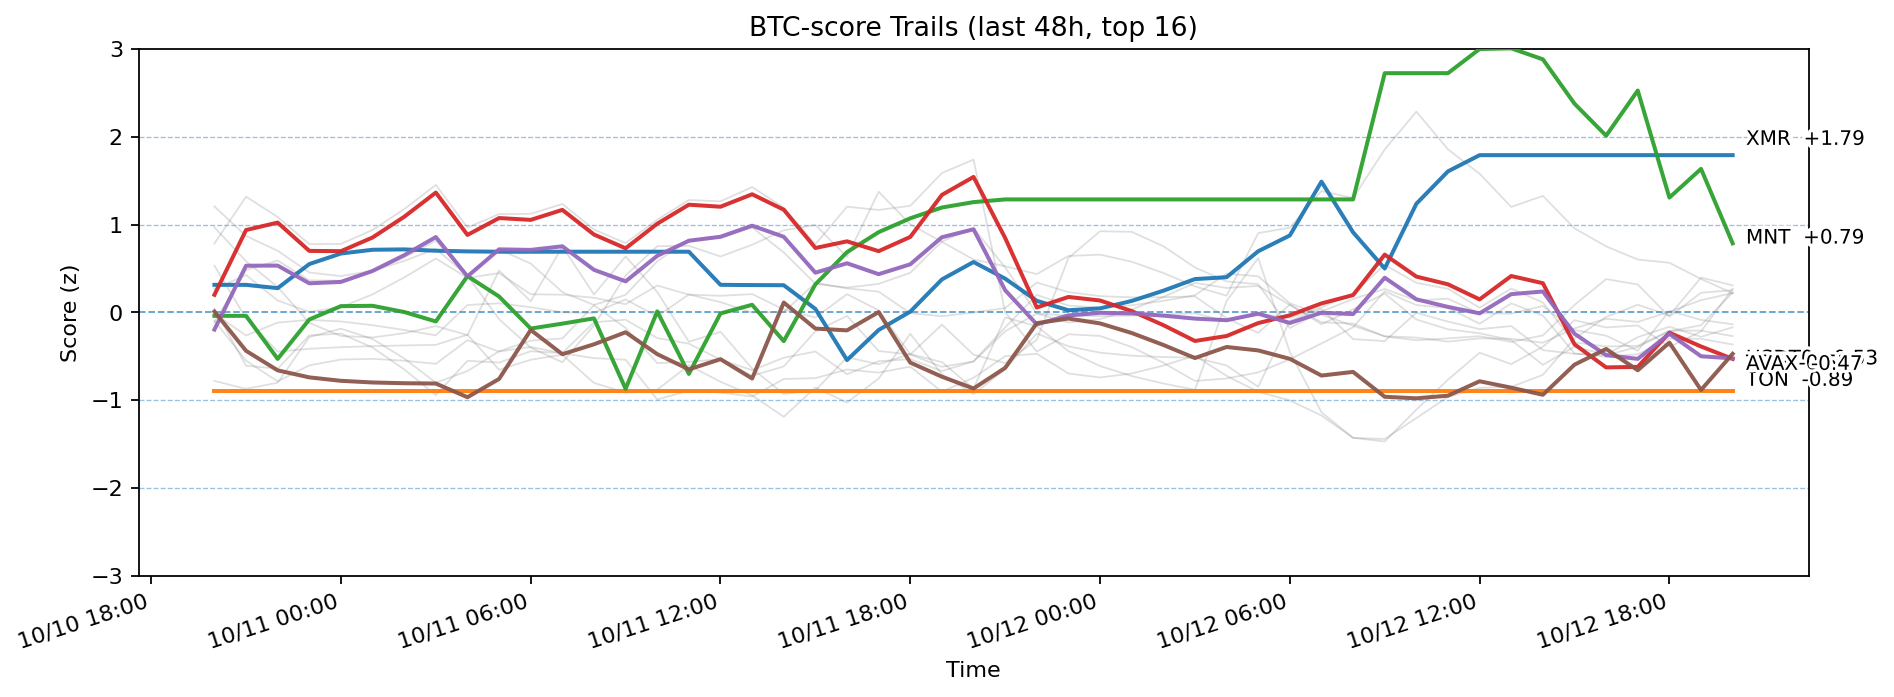 BTC-score Trails (last 48h, top 16)
3
2
1
0
−1
−2
−3
Score (z)
XMR +1.79
MNT +0.79
AVAX -0.47
TON -0.89
10/10 18:00
10/11 00:00
10/11 06:00
10/11 12:00
10/11 18:00
10/12 00:00
10/12 06:00
10/12 12:00
10/12 18:00
Time